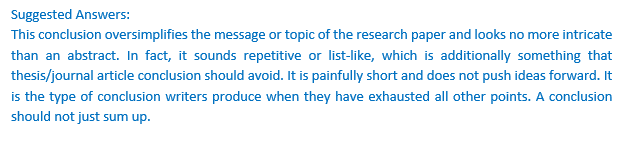 Suggested Answers:
This conclusion oversimplifies the message or topic of the research paper and looks no more intricate
than an abstract. In fact, it sounds repetitive or list-like, which is additionally something that
thesis/journal article conclusion should avoid. It is painfully short and does not push ideas forward. It
is the type of conclusion writers produce when they have exhausted all other points. A conclusion
should not just sum up.